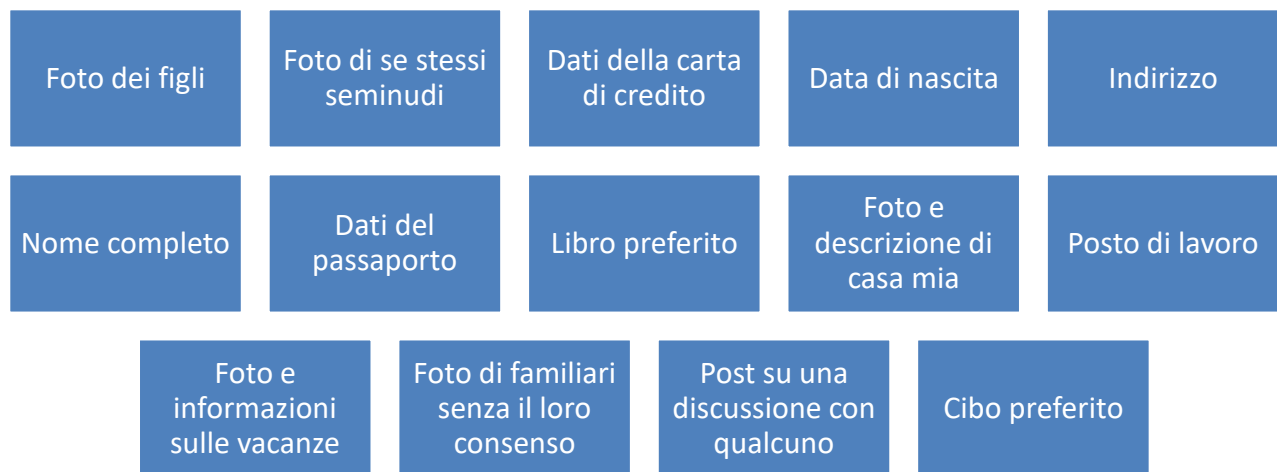 Foto dei figli
Foto di se stessi
seminudi
Dati della carta
di credito
Data di nascita
Indirizzo
Nome completo
Dati del
passaporto
Libro preferito
Foto e
descrizione di
casa mia
Posto di lavoro
Foto e
informazioni
sulle vacanze
Foto di familiari
senza il loro
consenso
Post su una
discussione con
qualcuno
Cibo preferito